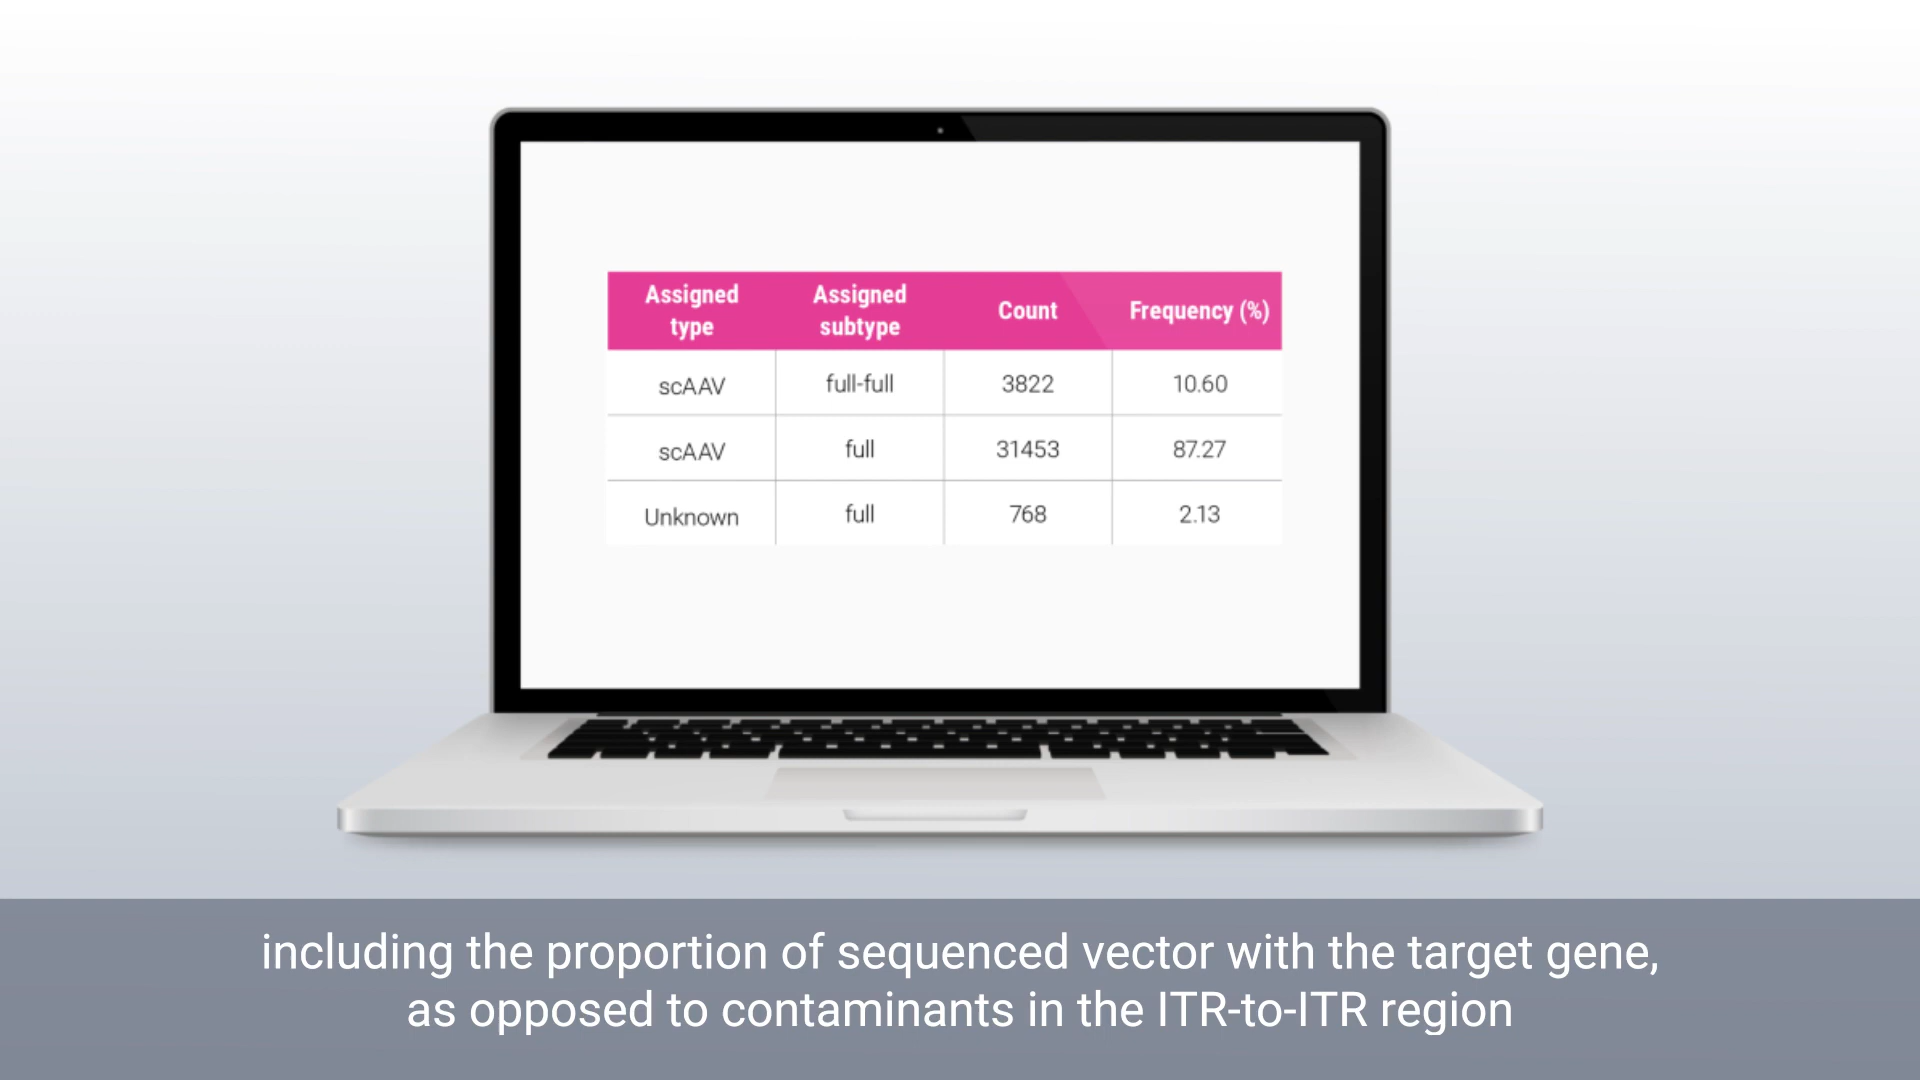 Assigned type	Assigned subtype	Count	Frequency (%)
scAAV	full-full	3822	10.60
scAAV	full	31453	87.27
Unknown	full	768	2.13
including the proportion of sequenced vector with the target gene,
as opposed to contaminants in the ITR-to-ITR region